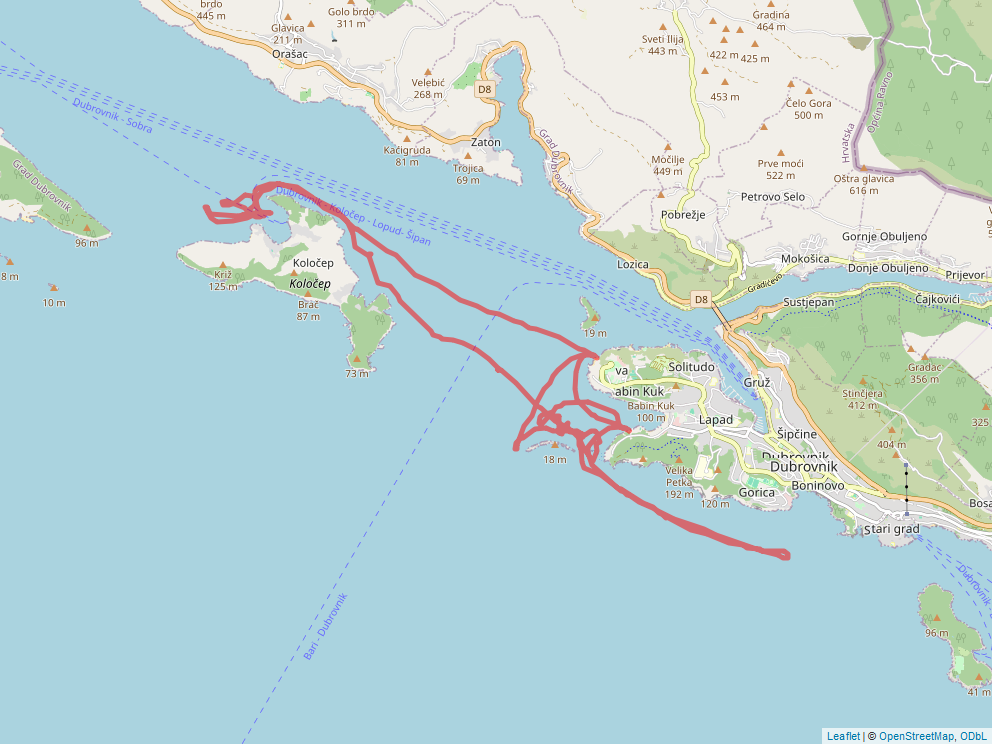 brdo
445 m
Glavica
211 m
Golo brdo
311 m
Orašac
Velebić
268 m
D8
Zaton
Kaćigruda
81 m
Trojica
69 m
Grad Dubrovnik
Sveti Ilija
443 m
Gradina
464 m
422 m
425 m
453 m
Čelo Gora
500 m
Hrvatska
Općina Ravno
Močilje
449 m
Prve moći
522 m
Oštra glavica
616 m
Petrovo Selo
Pobrežje
Gornje Obuljeno
Mokošica
Donje Obuljeno
Prijevor
Lozica
Gradićevo
D8
Sustjepan
Čajkovići
Dubrovnik - Sobra
Grad Dubrovnik
96 m
8 m
10 m
Dubrovnik - Koločep - Lopud- Šipan
Koločep
Križ
125 m
Koločep
Brač
87 m
73 m
19 m
va
abin Kuk
Solitudo
Babin Kuk
100 m
Gruž
Lapad
Gradac
356 m
Stinčjera
412 m
325
404 m
Šipčine
Dubrovnik
Dubrovnik
Boninovo
18 m
Velika
Petka
192 m
120 m
Gorica
Bosa
Stari grad
Bari - Dubrovnik
Dubrovnik -
96 m
41 m
Leaflet | © OpenStreetMap, ODbL